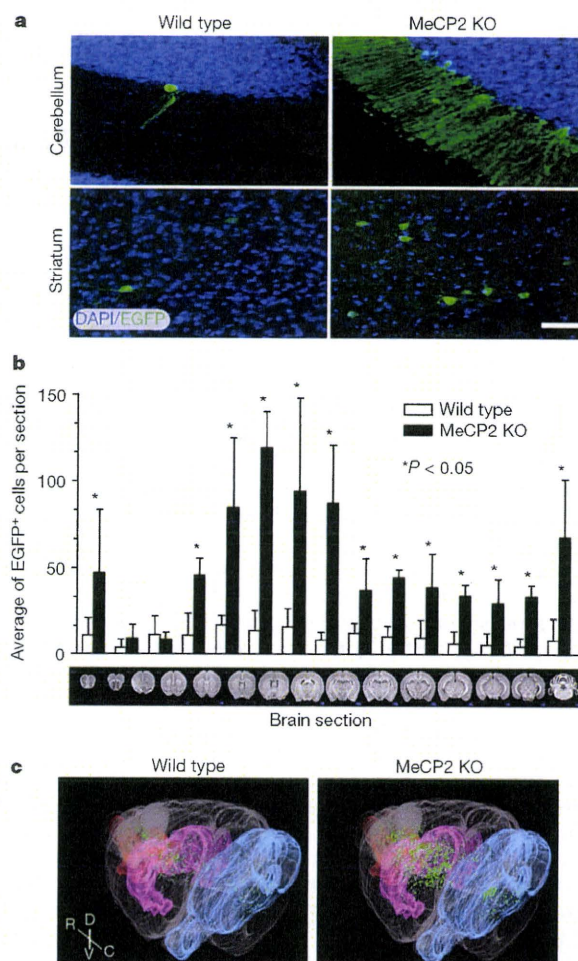 a
Wild type
MeCP2 KO
Cerebellum
Striatum
DAPI/EGFP
b
Average of EGFP⁺ cells per section
150
100
50
0
Wild type
MeCP2 KO
*P < 0.05
* * * * * * * * * * * * *
Brain section
c
Wild type
MeCP2 KO
R D
V C